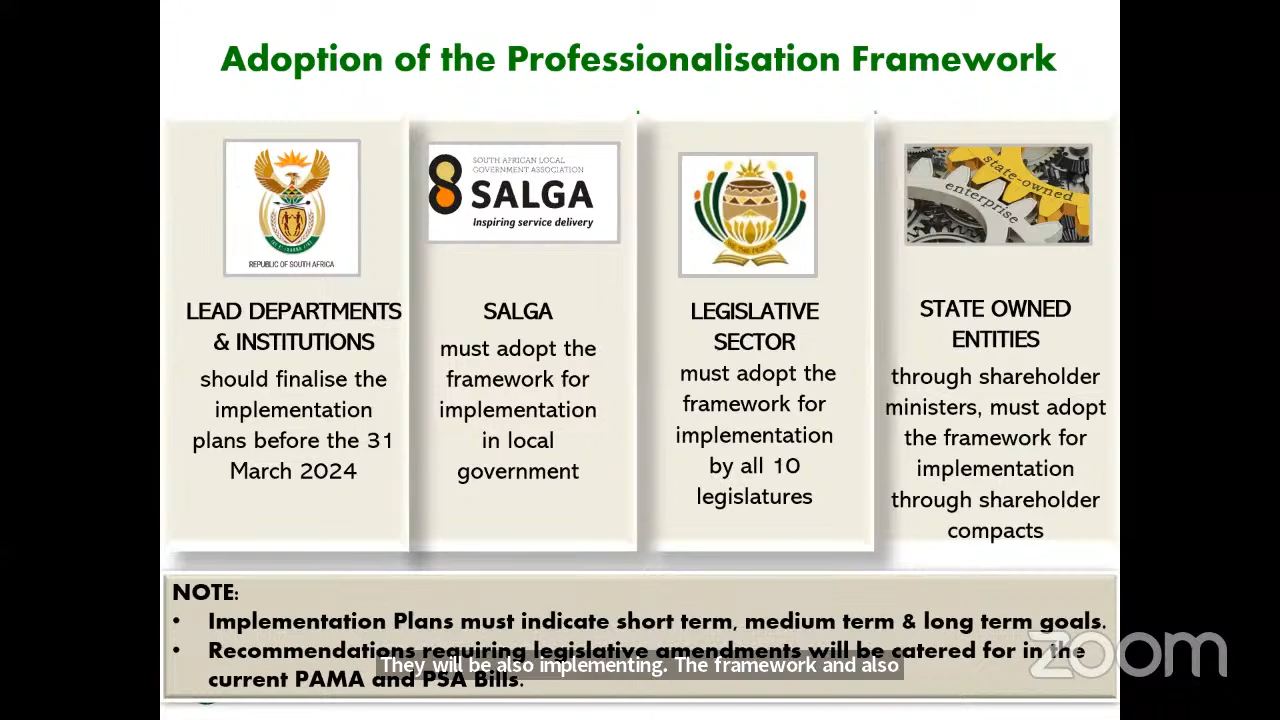 Adoption of the Professionalisation Framework
REPUBLIC OF SOUTH AFRICA
LEAD DEPARTMENTS
& INSTITUTIONS
should finalise the
implementation
plans before the 31
March 2024
SOUTH AFRICAN LOCAL
GOVERNMENT ASSOCIATION
SALGA
Inspiring service delivery
SALGA
must adopt the
framework for
implementation
in local
government
WE THE PEOPLE
LEGISLATIVE
SECTOR
must adopt the
framework for
implementation
by all 10
legislatures
state-owned
enterprise
STATE OWNED
ENTITIES
through shareholder
ministers, must adopt
the framework for
implementation
through shareholder
compacts
NOTE:
• Implementation Plans must indicate short term, medium term & long term goals.
• Recommendations requiring legislative amendments will be catered for in the
current PAMA and PSA Bills.
They will be also implementing. The framework and also
zoom